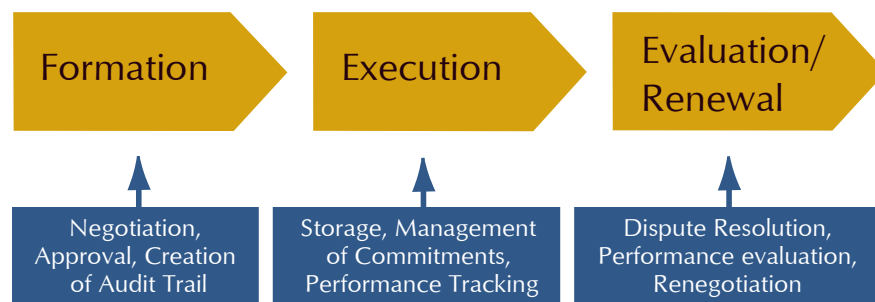 Formation
Execution
Evaluation/
Renewal
Negotiation,
Approval, Creation
of Audit Trail
Storage, Management
of Commitments,
Performance Tracking
Dispute Resolution,
Performance evaluation,
Renegotiation